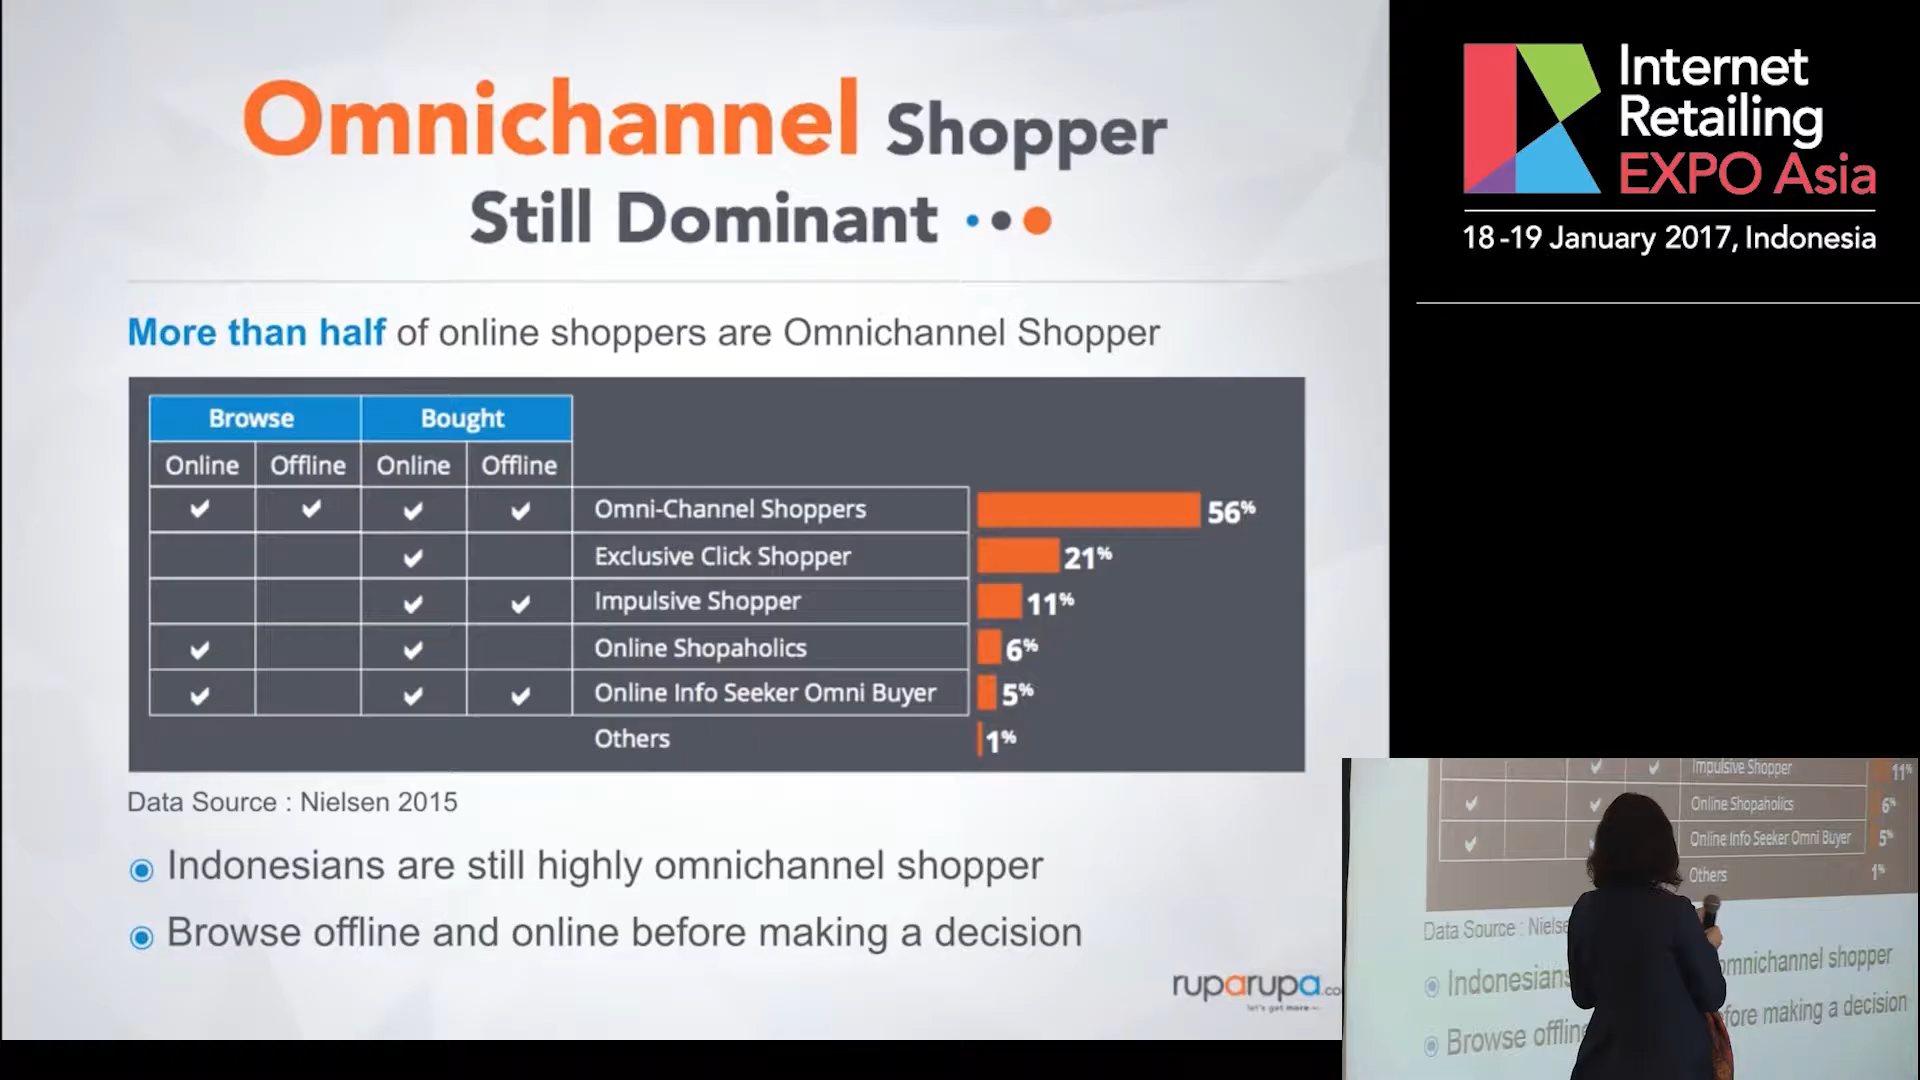 Omnichannel Shopper
Still Dominant
More than half of online shoppers are Omnichannel Shopper
Browse Bought
Online Offline Online Offline
Omni-Channel Shoppers 56%
Exclusive Click Shopper 21%
Impulsive Shopper 11%
Online Shopaholics 6%
Online Info Seeker Omni Buyer 5%
Others 1%
Data Source : Nielsen 2015
Indonesians are still highly omnichannel shopper
Browse offline and online before making a decision
ruparupa.co
let's get more
Internet
Retailing
EXPO Asia
18-19 January 2017, Indonesia
Impulsive Shopper 11%
Online Shopaholics 6%
Online Info Seeker Omni Buyer 5%
Others 1%
Data Source : Nielse
Indonesians omnichannel shopper
Browse offlin fore making a decision